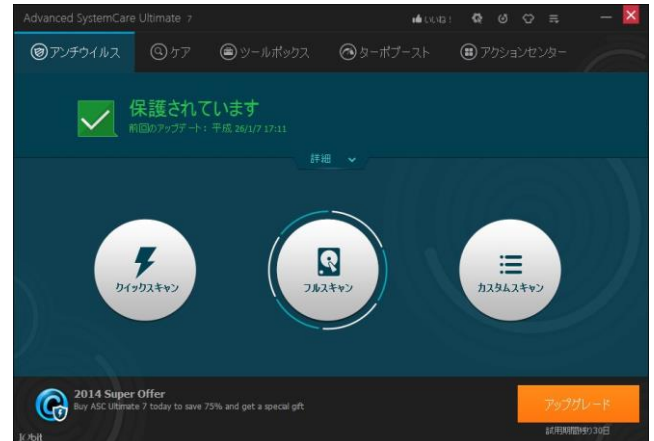 Advanced SystemCare Ultimate 7
いいね!
アンチウイルス
ケア
ツールボックス
ターボブースト
アクションセンター
保護されています
前回のアップデート: 平成 26/1/7 17:11
詳細
クイックスキャン
フルスキャン
カスタムスキャン
2014 Super Offer
Buy ASC Ultimate 7 today to save 75% and get a special gift
アップグレード
試用期間残り30日
IObit